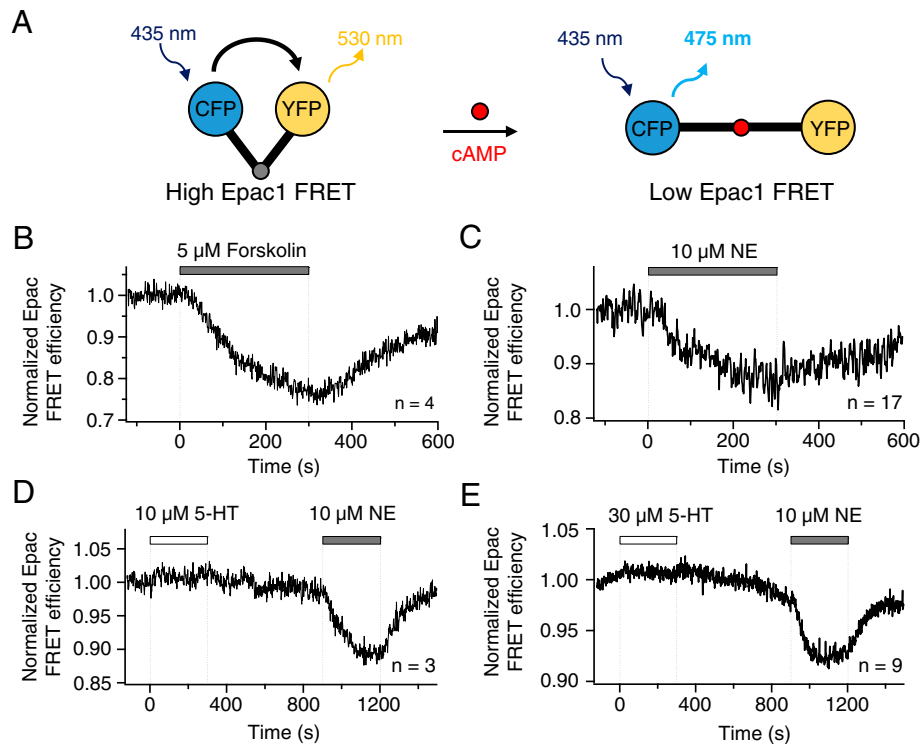 A
435 nm
530 nm
CFP
YFP
High Epac1 FRET
cAMP
435 nm
475 nm
CFP
YFP
Low Epac1 FRET
B
5 µM Forskolin
Normalized Epac
FRET efficiency
1.0
0.9
0.8
0.7
n = 4
0
200
400
600
Time (s)
C
10 µM NE
Normalized Epac
FRET efficiency
1.0
0.9
0.8
n = 17
0
200
400
600
Time (s)
D
10 µM 5-HT
10 µM NE
Normalized Epac
FRET efficiency
1.05
1.00
0.95
0.90
0.85
n = 3
0
400
800
1200
Time (s)
E
30 µM 5-HT
10 µM NE
Normalized Epac
FRET efficiency
1.05
1.00
0.95
0.90
n = 9
0
400
800
1200
Time (s)